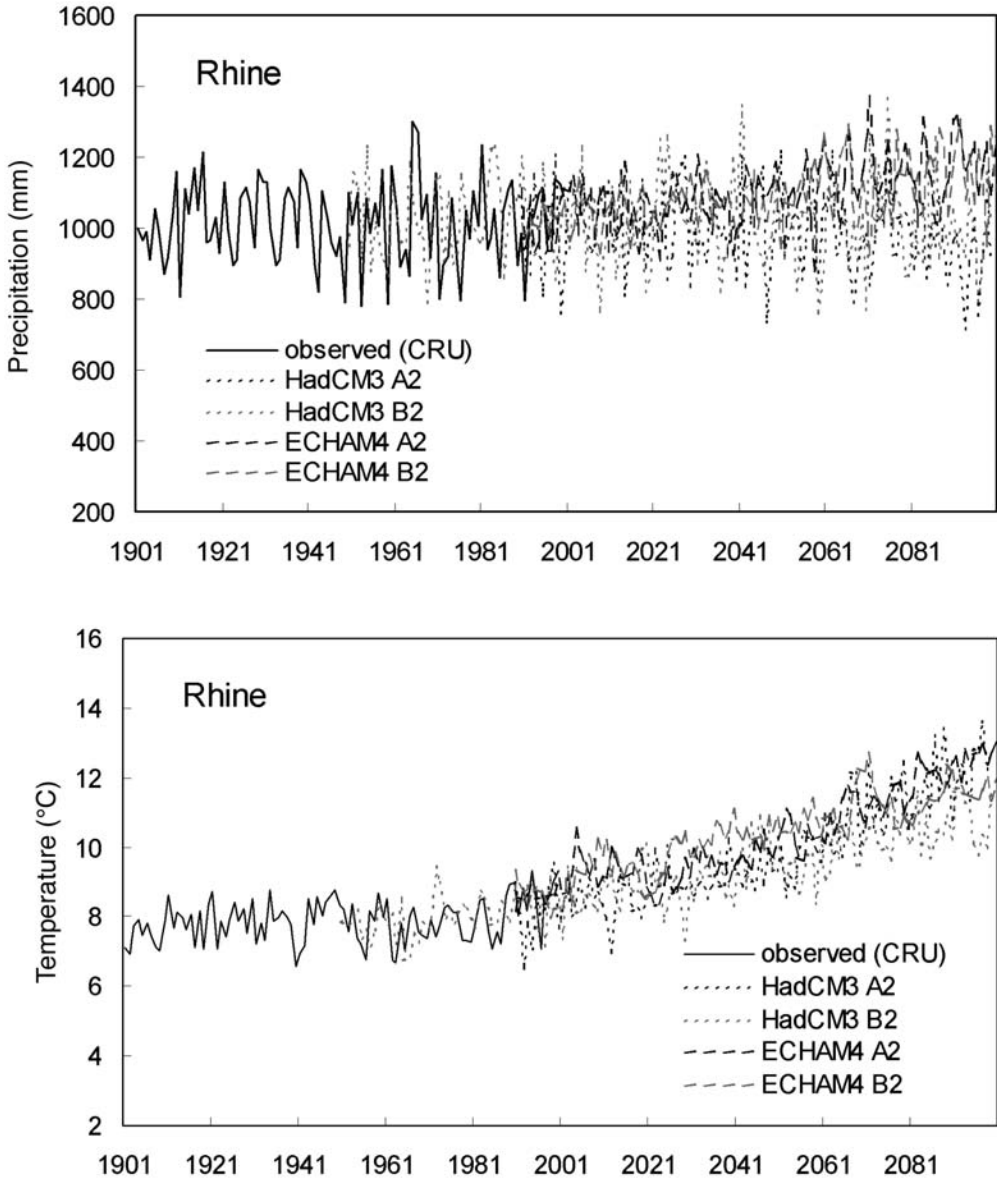 1600
1400
1200
1000
800
600
400
200
Precipitation (mm)
Rhine
observed (CRU)
HadCM3 A2
HadCM3 B2
ECHAM4 A2
ECHAM4 B2
1901 1921 1941 1961 1981 2001 2021 2041 2061 2081
16
14
12
10
8
6
4
2
Temperature (°C)
Rhine
observed (CRU)
HadCM3 A2
HadCM3 B2
ECHAM4 A2
ECHAM4 B2
1901 1921 1941 1961 1981 2001 2021 2041 2061 2081